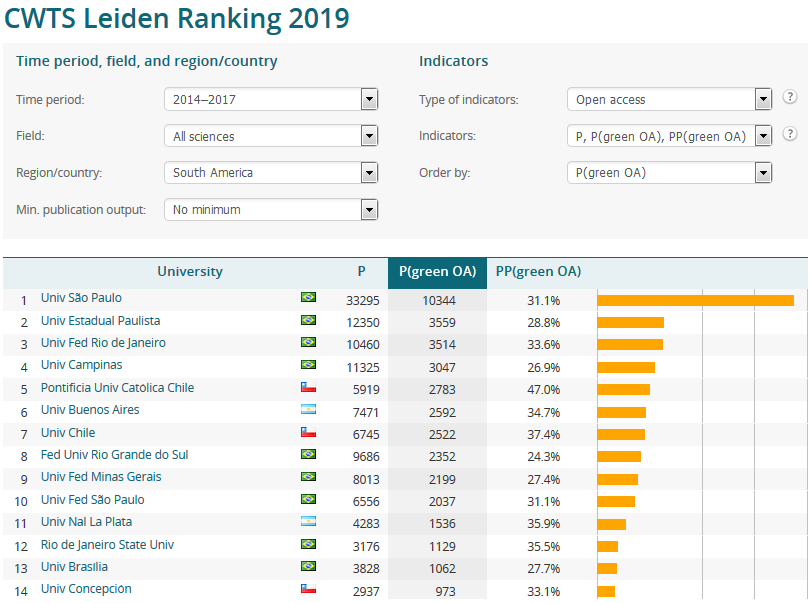 CWTS Leiden Ranking 2019
Time period, field, and region/country
Indicators
Time period: 2014–2017
Type of indicators: Open access ?
Field: All sciences
Indicators: P, P(green OA), PP(green OA) ?
Region/country: South America
Order by: P(green OA)
Min. publication output: No minimum
University P P(green OA) PP(green OA)
1 Univ São Paulo 33295 10344 31.1%
2 Univ Estadual Paulista 12350 3559 28.8%
3 Univ Fed Rio de Janeiro 10460 3514 33.6%
4 Univ Campinas 11325 3047 26.9%
5 Pontificia Univ Católica Chile 5919 2783 47.0%
6 Univ Buenos Aires 7471 2592 34.7%
7 Univ Chile 6745 2522 37.4%
8 Fed Univ Rio Grande do Sul 9686 2352 24.3%
9 Univ Fed Minas Gerais 8013 2199 27.4%
10 Univ Fed São Paulo 6556 2037 31.1%
11 Univ Nal La Plata 4283 1536 35.9%
12 Rio de Janeiro State Univ 3176 1129 35.5%
13 Univ Brasília 3828 1062 27.7%
14 Univ Concepción 2937 973 33.1%